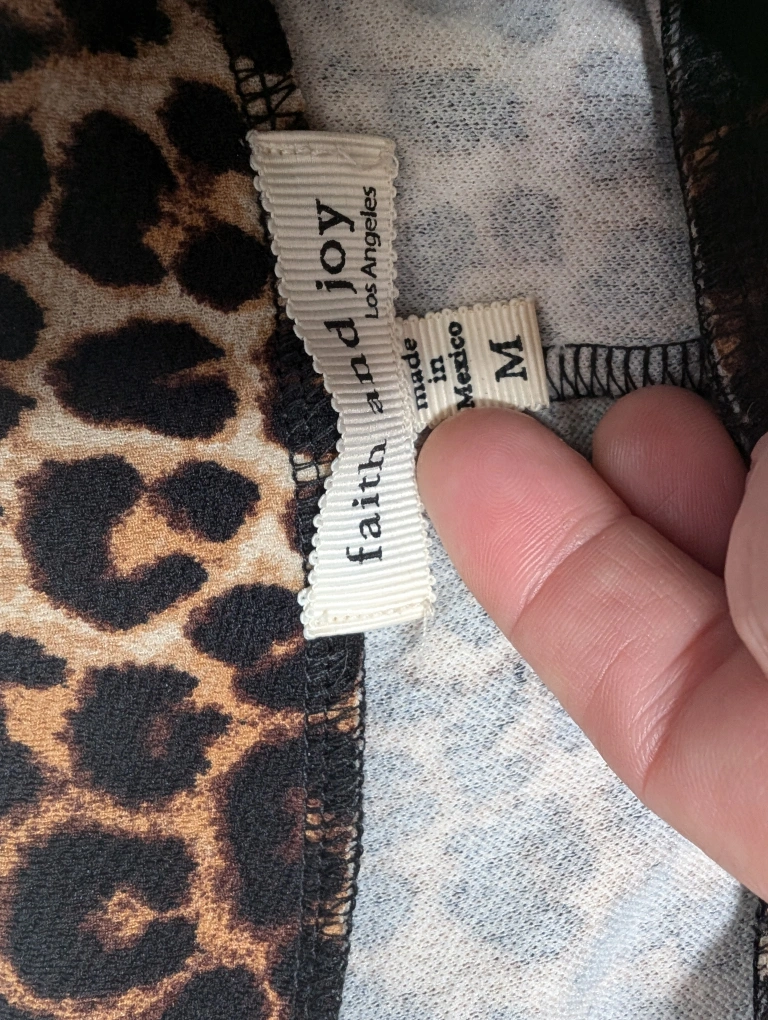 faith and joy
Los Angeles
made
in
Mexico
M